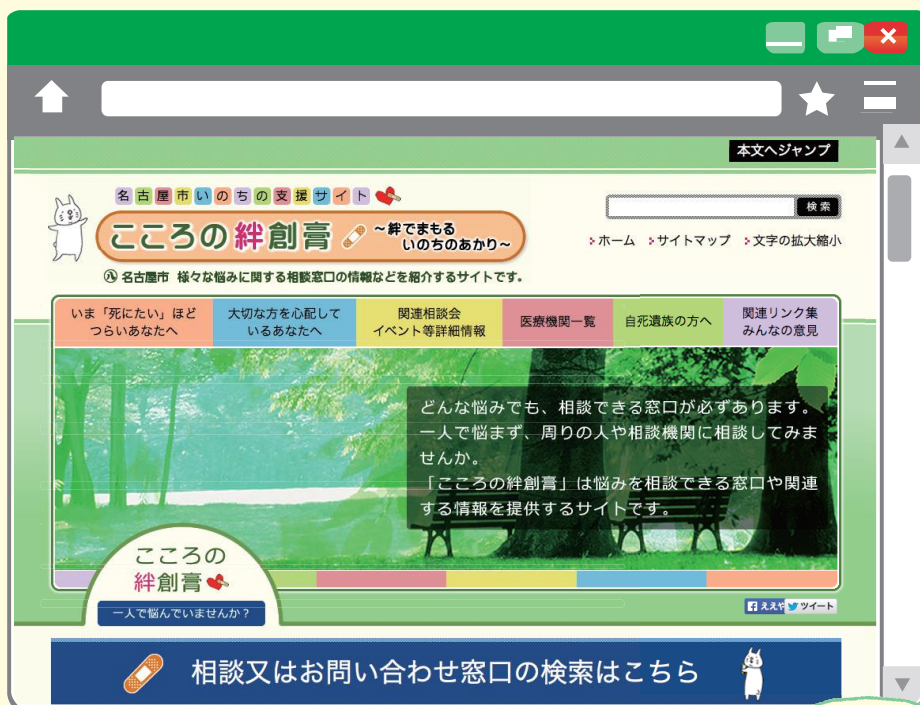 本文へジャンプ
名古屋市いのちの支援サイト
検索
こころの絆創膏
～絆でまもる
いのちのあかり～
ホーム サイトマップ 文字の拡大縮小
名古屋市 様々な悩みに関する相談窓口の情報などを紹介するサイトです。
いま「死にたい」ほど
つらいあなたへ
大切な方を心配して
いるあなたへ
関連相談会
イベント等詳細情報
医療機関一覧
自死遺族の方へ
関連リンク集
みんなの意見
どんな悩みでも、相談できる窓口が必ずあります。
一人で悩まず、周りの人や相談機関に相談してみま
せんか。
「こころの絆創膏」は悩みを相談できる窓口や関連
する情報を提供するサイトです。
こころの
絆創膏
一人で悩んでいませんか？
ええや ツイート
相談又はお問い合わせ窓口の検索はこちら